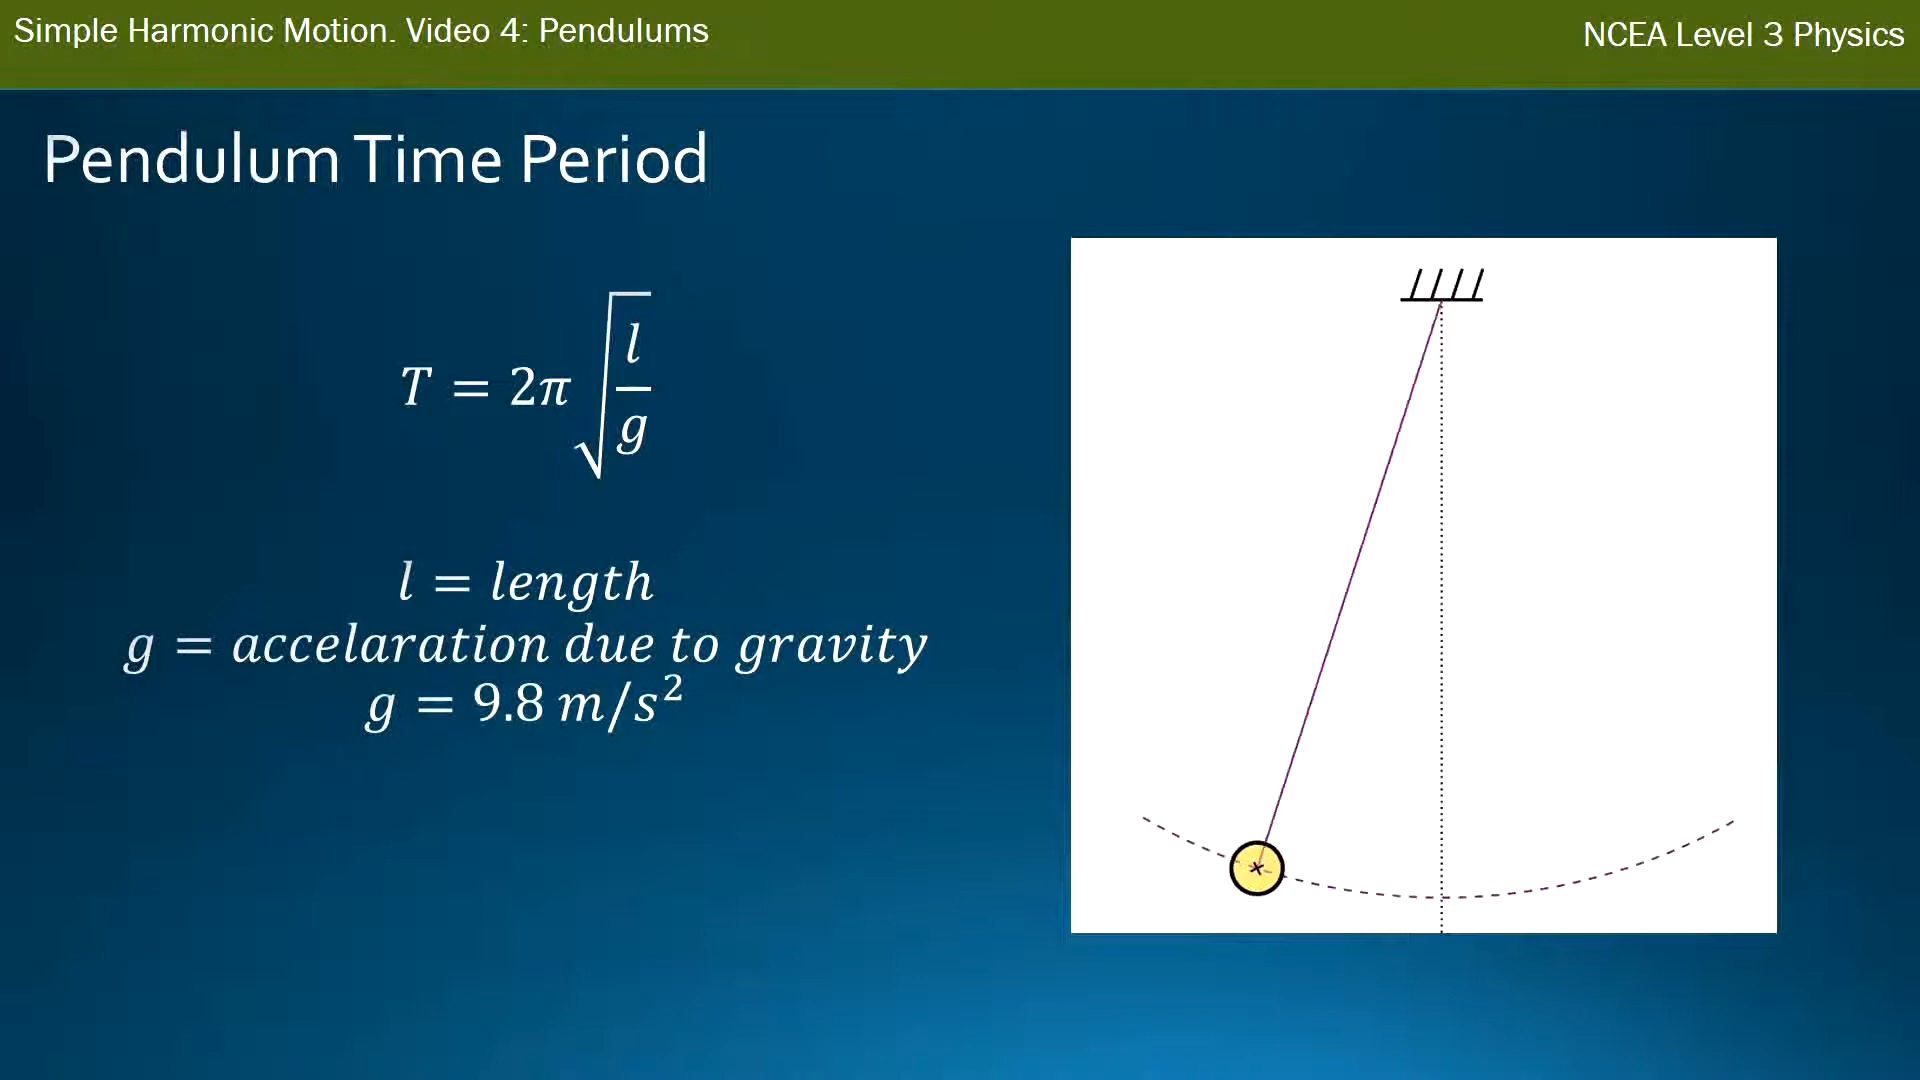 Simple Harmonic Motion. Video 4: Pendulums
NCEA Level 3 Physics
Pendulum Time Period
T = 2π√(l/g)
l = length
g = accelaration due to gravity
g = 9.8 m/s²